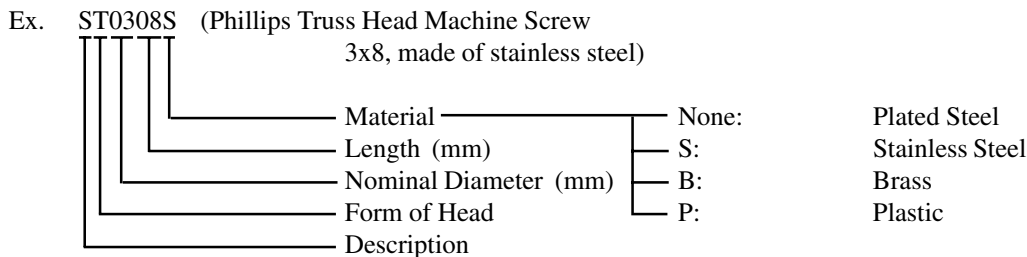 Ex. ST0308S (Phillips Truss Head Machine Screw
3x8, made of stainless steel)
Material None: Plated Steel
Length (mm) S: Stainless Steel
Nominal Diameter (mm) B: Brass
Form of Head P: Plastic
Description